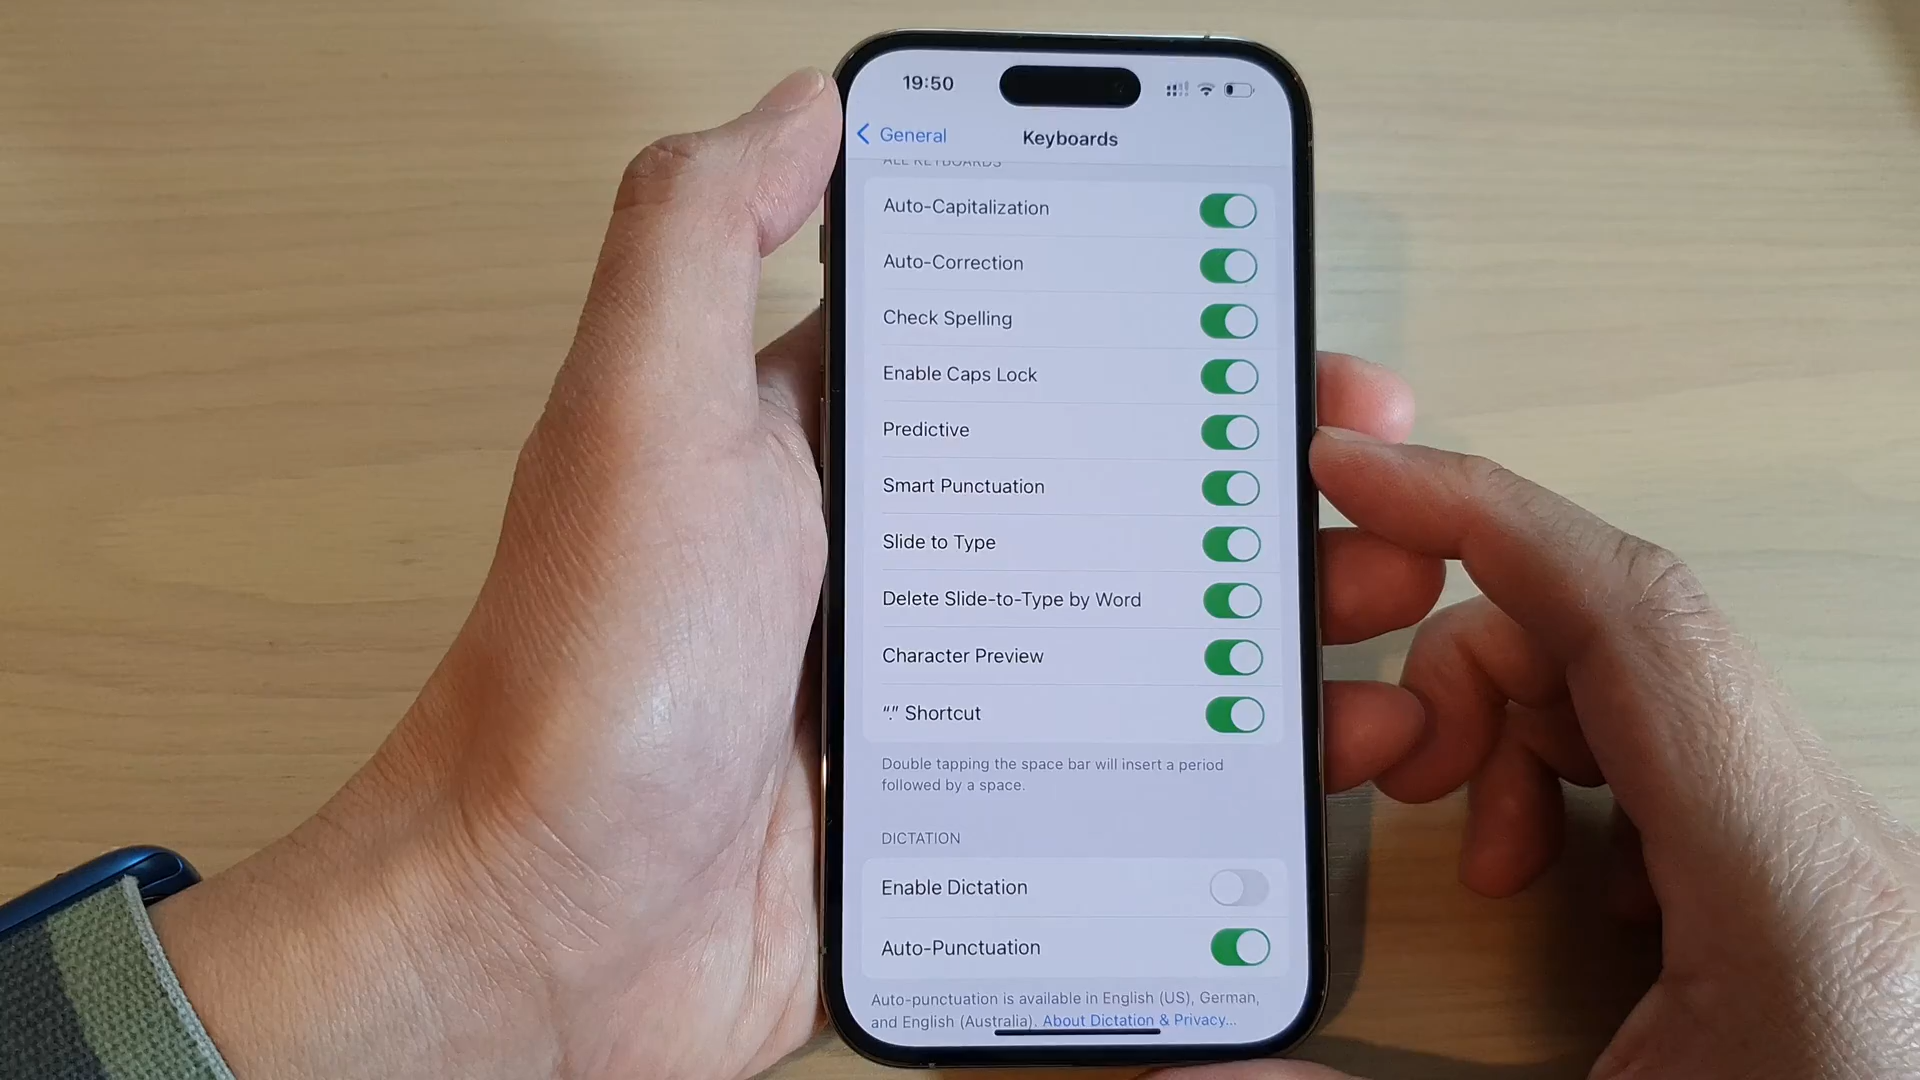 19:50
General
Keyboards
ALL KEYBOARDS
Auto-Capitalization
Auto-Correction
Check Spelling
Enable Caps Lock
Predictive
Smart Punctuation
Slide to Type
Delete Slide-to-Type by Word
Character Preview
“.” Shortcut
Double tapping the space bar will insert a period
followed by a space.
DICTATION
Enable Dictation
Auto-Punctuation
Auto-punctuation is available in English (US), German,
and English (Australia). About Dictation & Privacy...